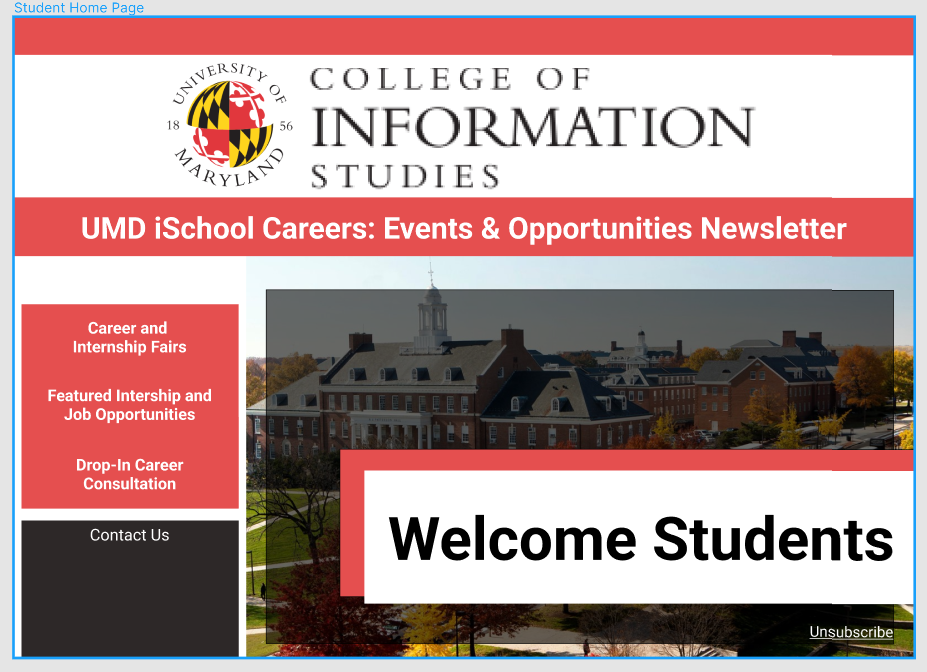 Student Home Page
UNIVERSITY OF
18 56
MARYLAND
COLLEGE OF
INFORMATION
STUDIES
UMD iSchool Careers: Events & Opportunities Newsletter
Career and
Internship Fairs
Featured Intership and
Job Opportunities
Drop-In Career
Consultation
Contact Us
Welcome Students
Unsubscribe